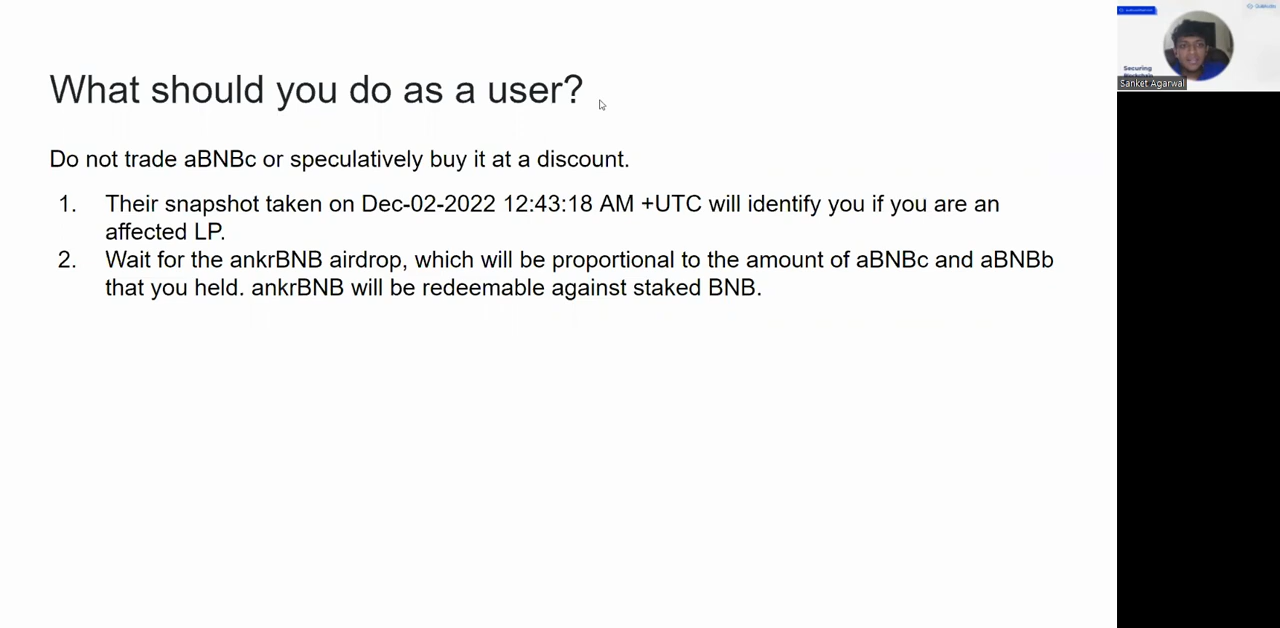 What should you do as a user?
Do not trade aBNBc or speculatively buy it at a discount.
1. Their snapshot taken on Dec-02-2022 12:43:18 AM +UTC will identify you if you are an
affected LP.
2. Wait for the ankrBNB airdrop, which will be proportional to the amount of aBNBc and aBNBb
that you held. ankrBNB will be redeemable against staked BNB.
Securing
Sanket Agarwal